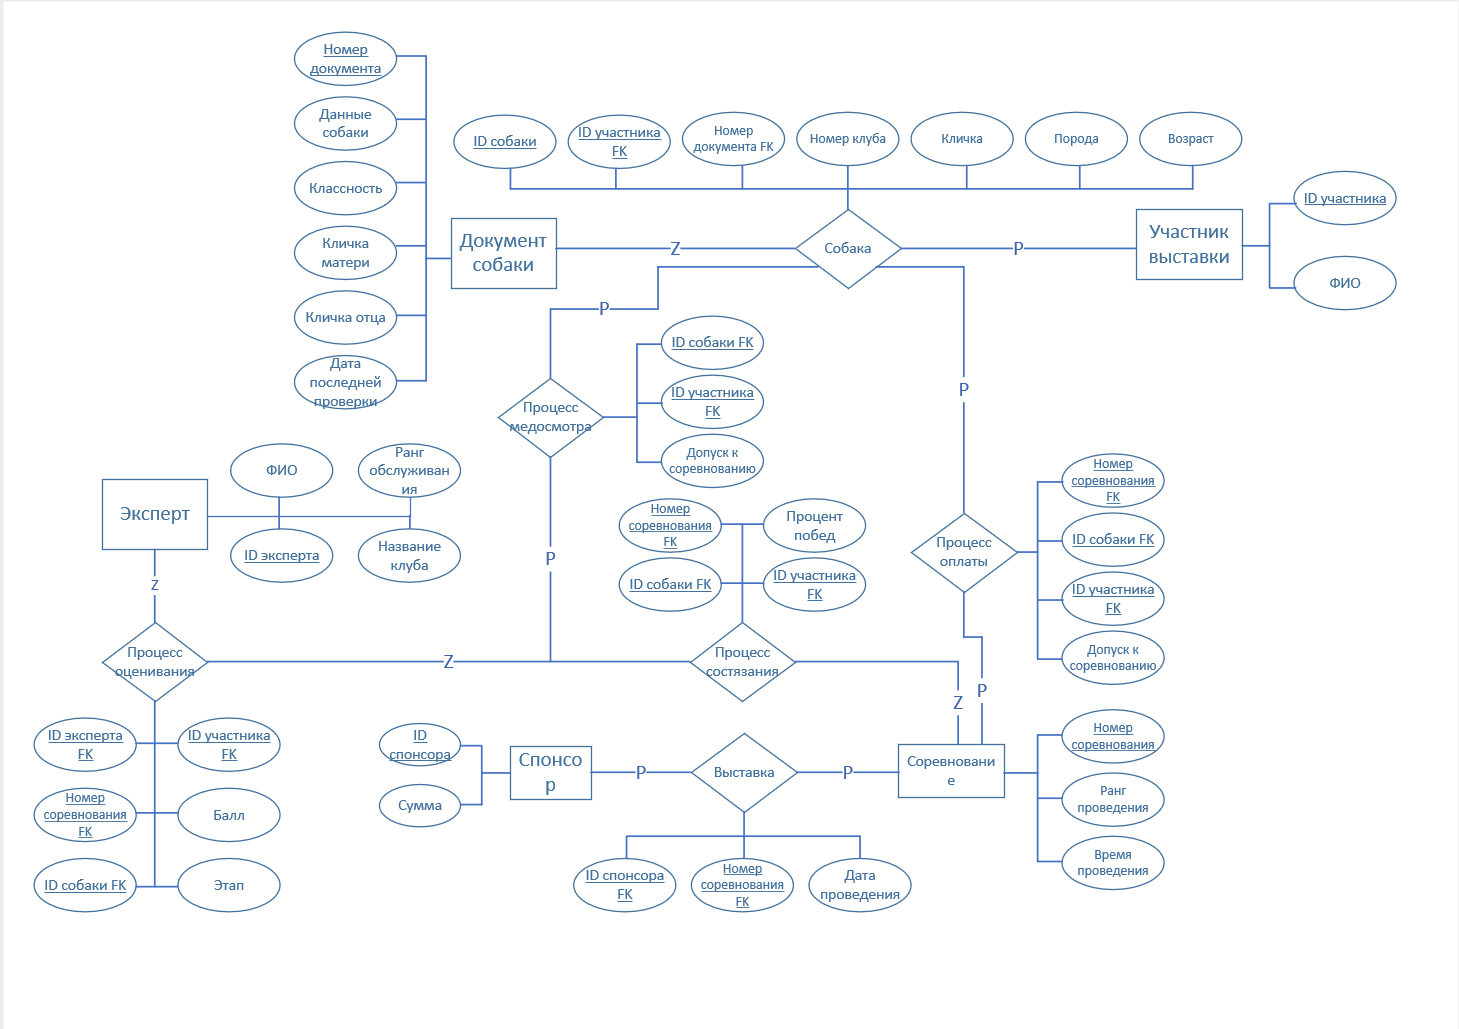 Номер
документа
Данные
собаки
Классность
Кличка
матери
Кличка отца
Дата
последней
проверки
Документ
собаки
ID собаки
ID участника
FK
Номер
документа FK
Номер клуба
Кличка
Порода
Возраст
Z
Собака
P
Участник
выставки
ID участника
ФИО
P
P
ID собаки FK
ID участника
FK
Допуск к
соревнованию
Процесс
медосмотра
P
Эксперт
ФИО
Ранг
обслуживан
ия
ID эксперта
Название
клуба
Z
Номер
соревнования
FK
Процент
побед
ID собаки FK
ID участника
FK
Процесс
оплаты
Номер
соревнования
FK
ID собаки FK
ID участника
FK
Допуск к
соревнованию
Процесс
оценивания
Z
Процесс
состязания
Z
P
ID эксперта
FK
ID участника
FK
Номер
соревнования
FK
Балл
ID собаки FK
Этап
ID
спонсора
Сумма
Спонсо
р
P
Выставка
P
Соревновани
е
Номер
соревнования
Ранг
проведения
Время
проведения
ID спонсора
FK
Номер
соревнования
FK
Дата
проведения